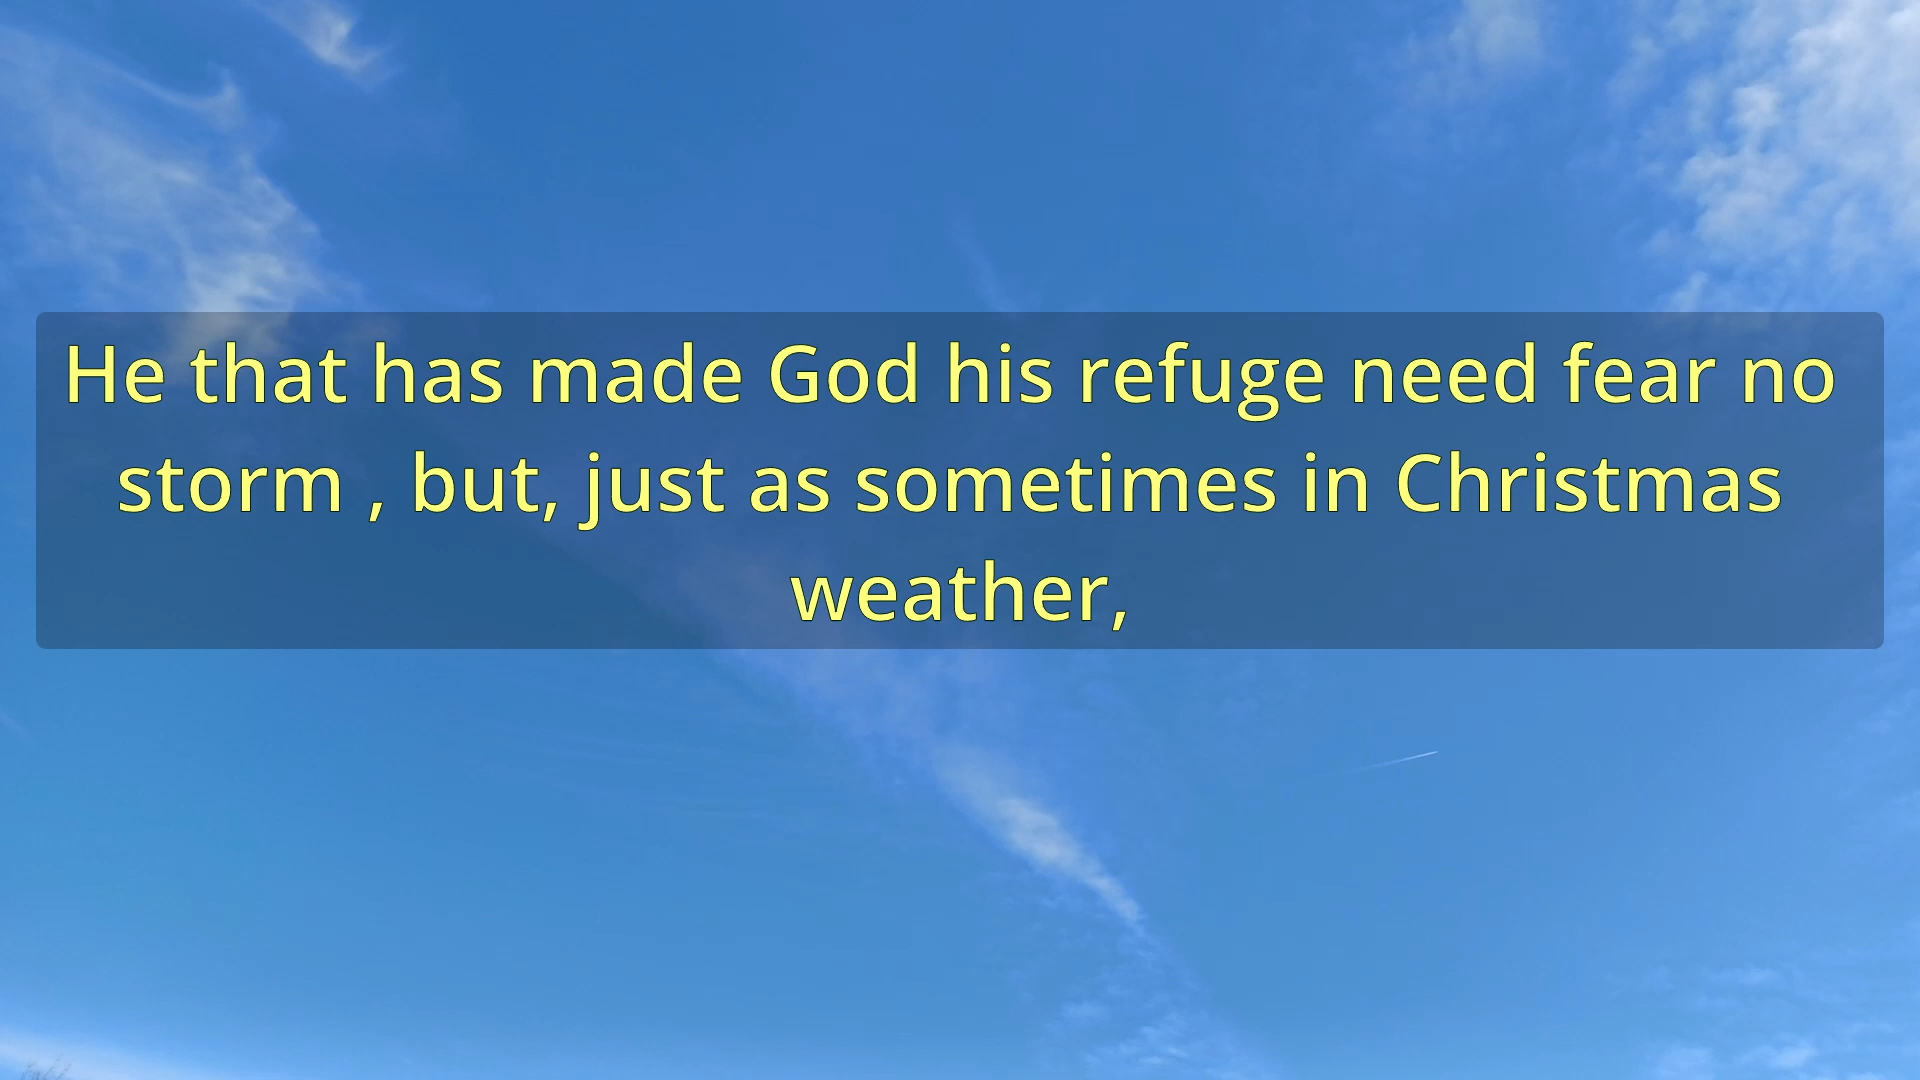 He that has made God his refuge need fear no
storm , but, just as sometimes in Christmas
weather,